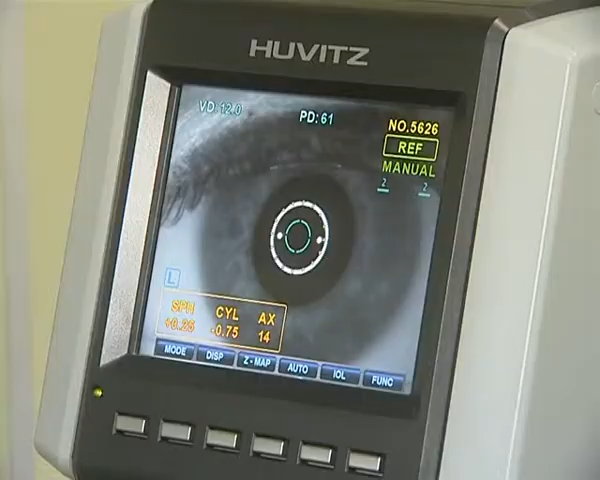 HUVITZ
VD: 12.0 PD: 61 NO.5626
REF
MANUAL
2 2
L
SPH CYL AX
+0.25 -0.75 14
MODE DISP Z-MAP AUTO IOL FUNC